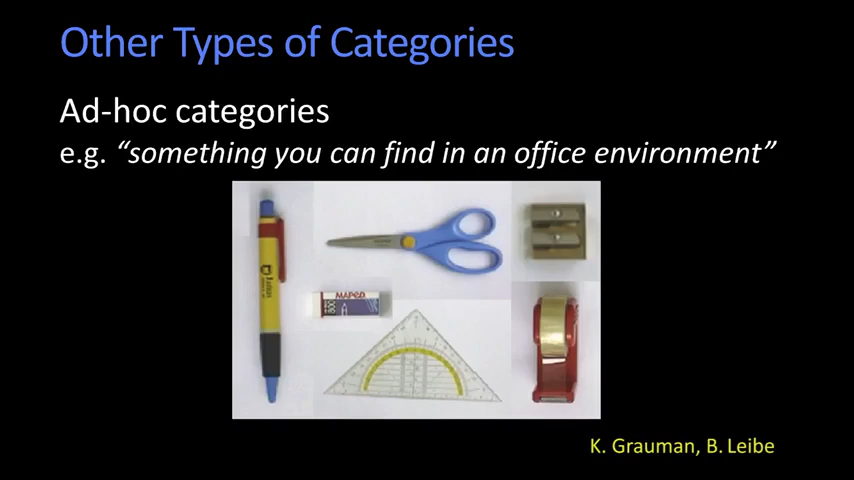 Other Types of Categories
Ad-hoc categories
e.g. “something you can find in an office environment”
MAPED
K. Grauman, B. Leibe